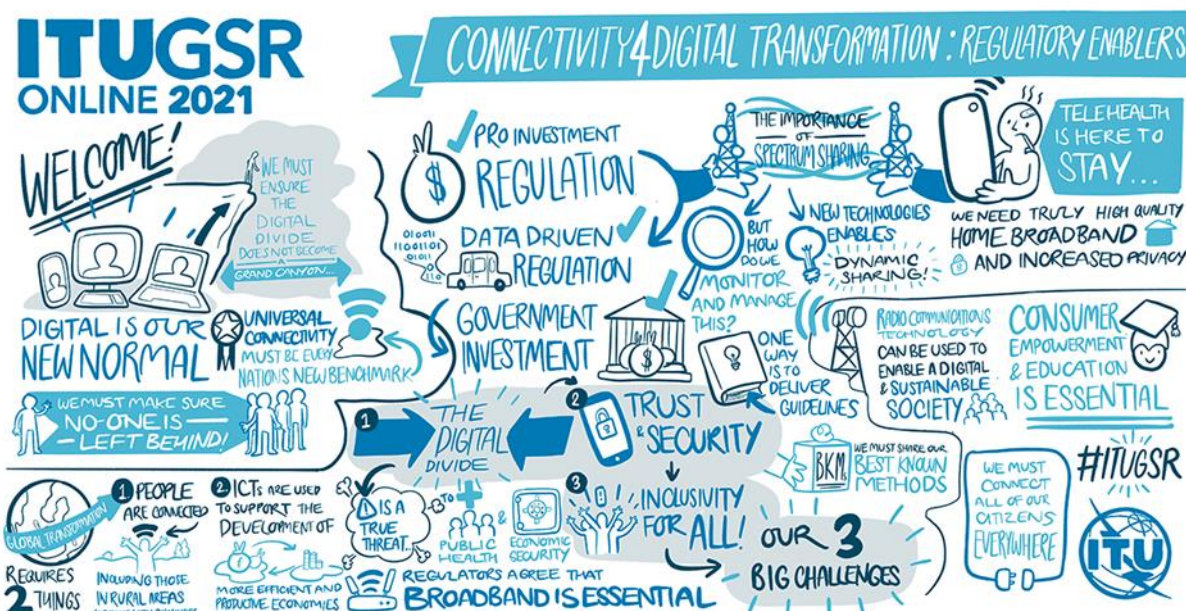 ITUGSR
ONLINE 2021
CONNECTIVITY4DIGITAL TRANSFORMATION: REGULATORY ENABLERS
WELCOME!
WE MUST
ENSURE
THE
DIGITAL
DIVIDE
DOES NOT BECOME
A
GRAND CANYON...
DIGITAL IS OUR
NEW NORMAL
UNIVERSAL
CONNECTIVITY
MUST BE EVERY
NATIONS NEW BENCHMARK
WE MUST MAKE SURE
NO-ONE IS
LEFT BEHIND!
GLOBAL TRANSFORMATION
REQUIRES
2 THINGS
1 PEOPLE
ARE CONNECTED
INCLUDING THOSE
IN RURAL AREAS
2 ICTs ARE USED
TO SUPPORT THE
DEVELOPMENT OF
MORE EFFICIENT AND
PRODUCTIVE ECONOMIES
$
PRO INVESTMENT
REGULATION
DATA DRIVEN
REGULATION
GOVERNMENT
INVESTMENT
$
THE IMPORTANCE
OF
SPECTRUM SHARING
BUT
HOW
DO WE
MONITOR
AND MANAGE
THIS?
NEW TECHNOLOGIES
ENABLES
DYNAMIC
SHARING!
ONE
WAY
IS TO
DELIVER
GUIDELINES
TELEHEALTH
IS HERE TO
STAY...
WE NEED TRULY HIGH QUALITY
HOME BROADBAND
AND INCREASED PRIVACY
RADIO COMMUNICATIONS
TECHNOLOGY
CAN BE USED TO
ENABLE A DIGITAL
& SUSTAINABLE
SOCIETY
CONSUMER
EMPOWERMENT
& EDUCATION
IS ESSENTIAL
1
THE
DIGITAL
DIVIDE
IS A
TRUE
THREAT
TO
PUBLIC
HEALTH
&
ECONOMIC
SECURITY
2
TRUST
& SECURITY
3
INCLUSIVITY
FOR ALL!
OUR 3
BIG CHALLENGES
REGULATORS AGREE THAT
BROADBAND IS ESSENTIAL
BKMs
WE MUST SHARE OUR
BEST KNOWN
METHODS
WE MUST
CONNECT
ALL OF OUR
CITIZENS
EVERYWHERE
#ITUGSR
ITU